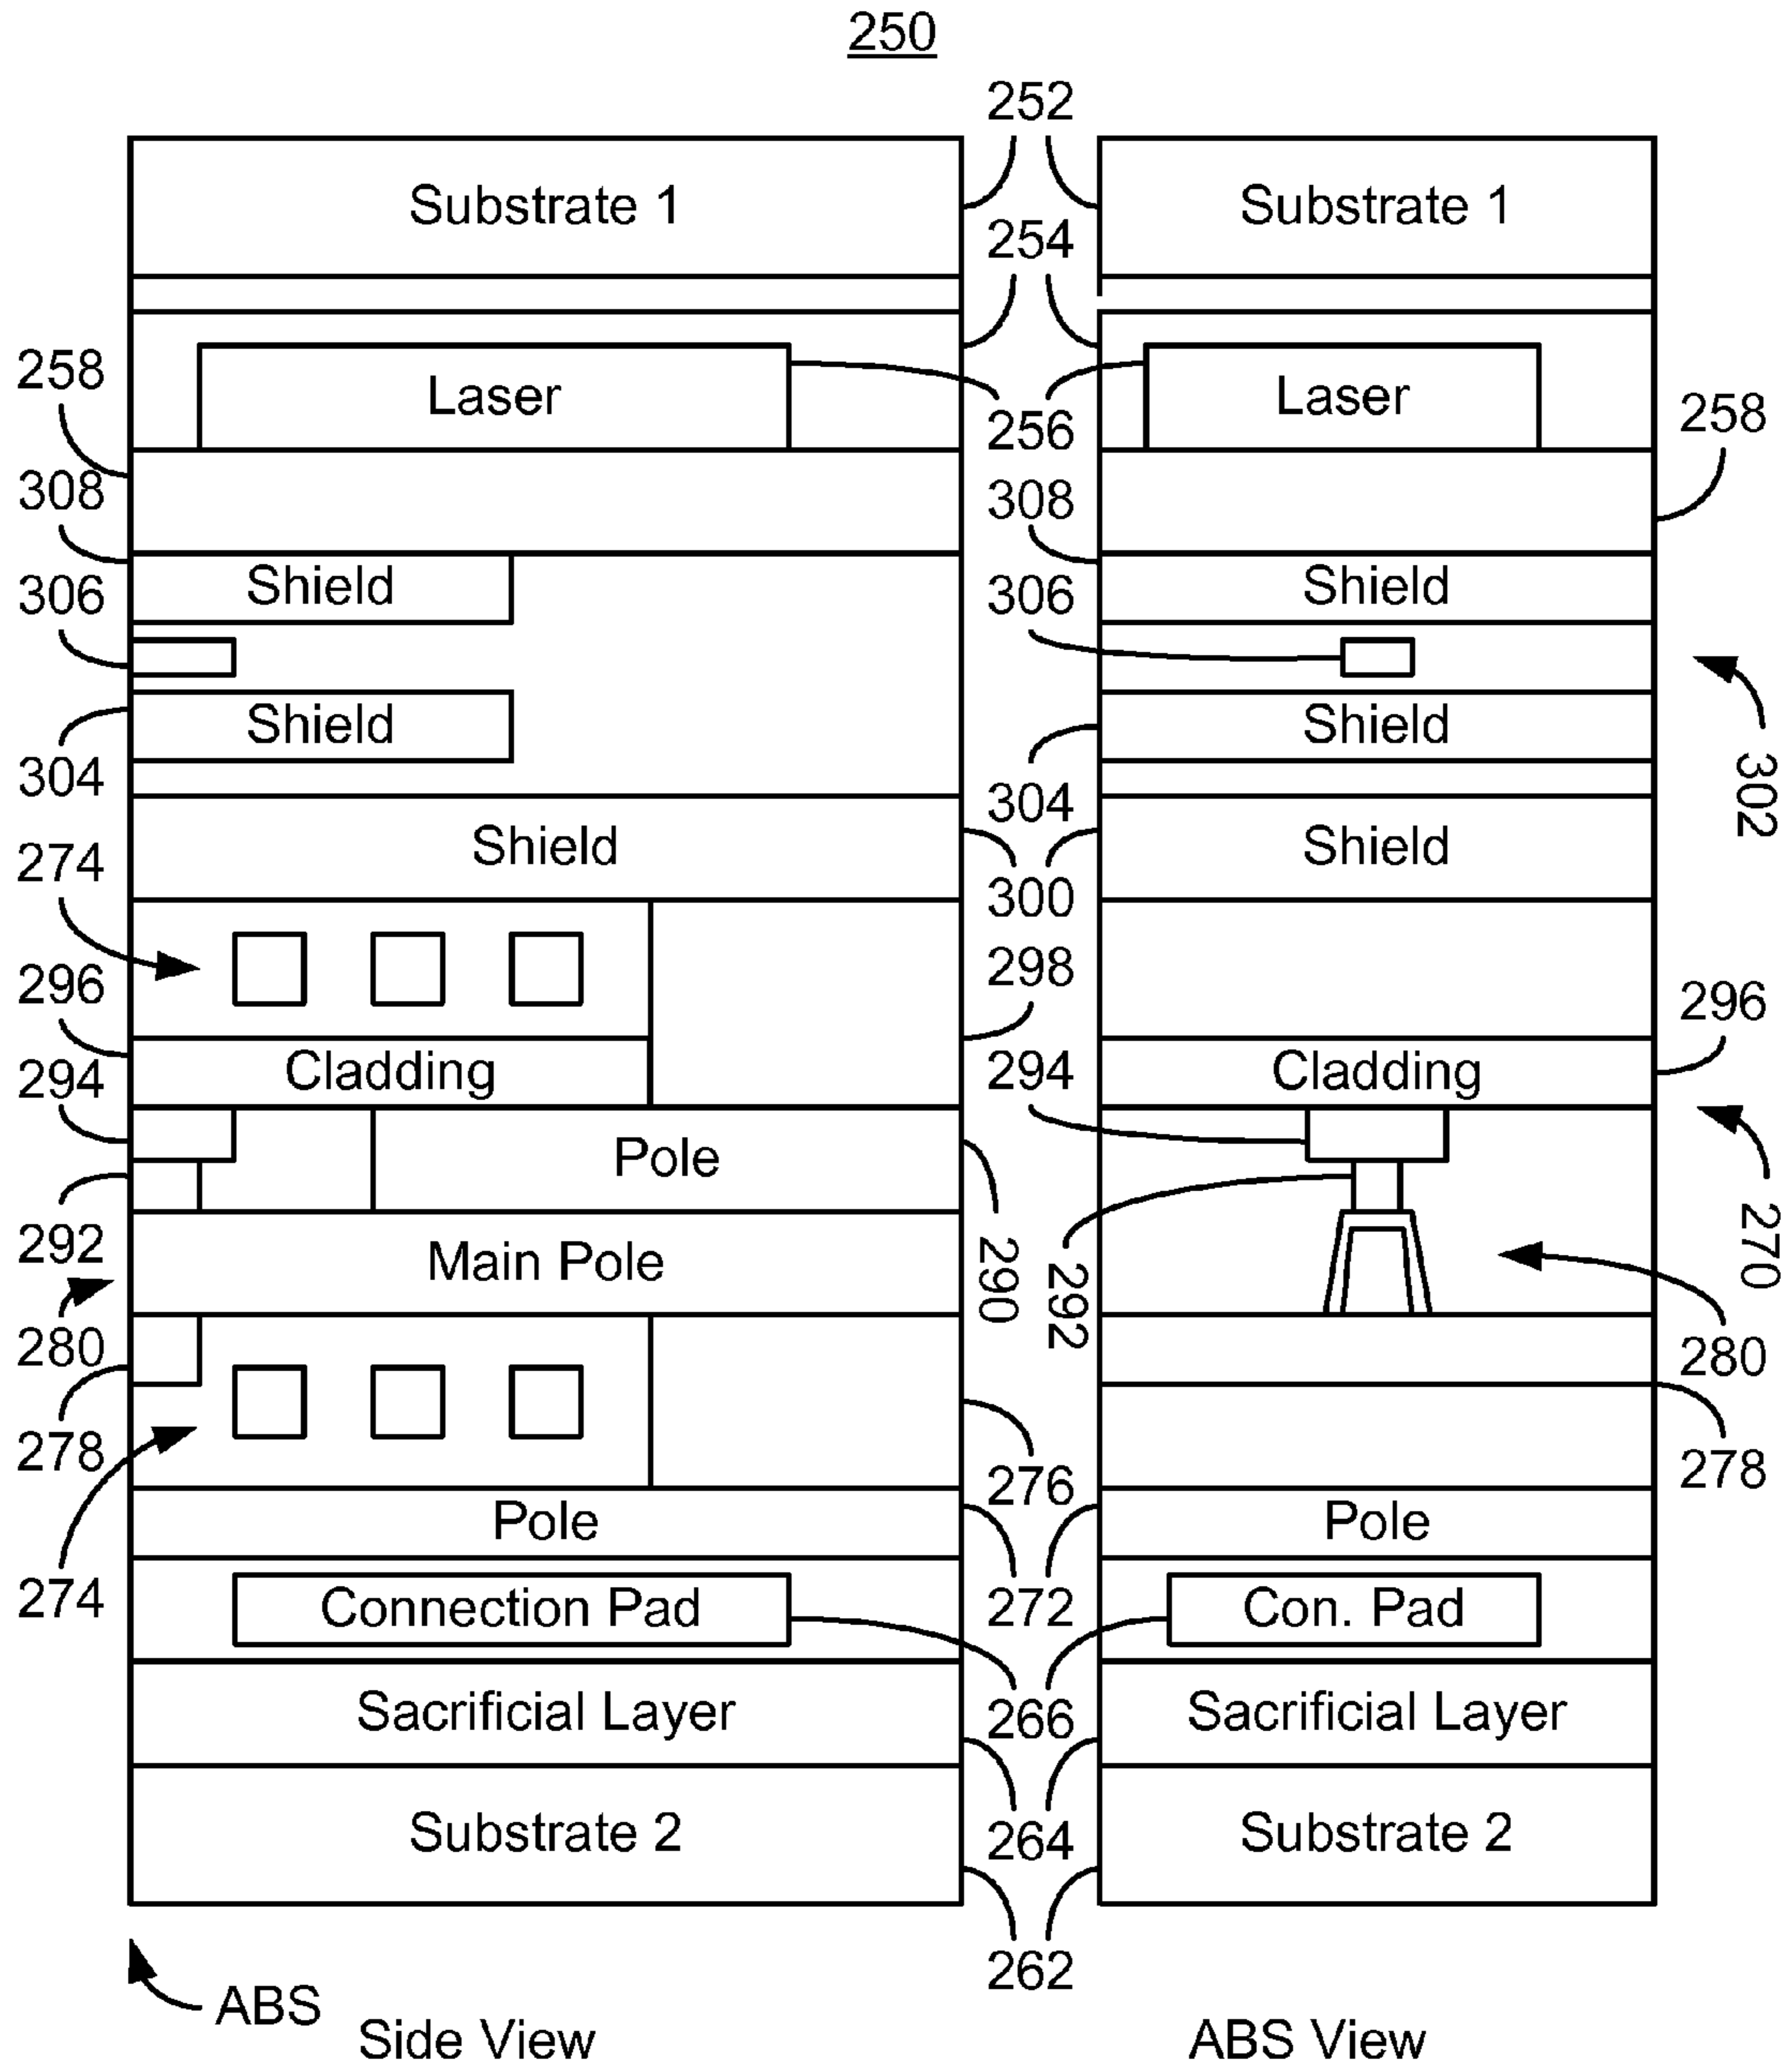 250
252
Substrate 1 Substrate 1
254
258 Laser 256 Laser 258
308 308
Shield Shield
306 306
Shield Shield
304 304 302
Shield Shield
274 300
298
296 296
Cladding Cladding
294 294
Pole
292 290 292 270
Main Pole
280 280
278 278
276
Pole Pole
274 272
Connection Pad Con. Pad
266
Sacrificial Layer Sacrificial Layer
264
Substrate 2 Substrate 2
262
ABS
Side View ABS View